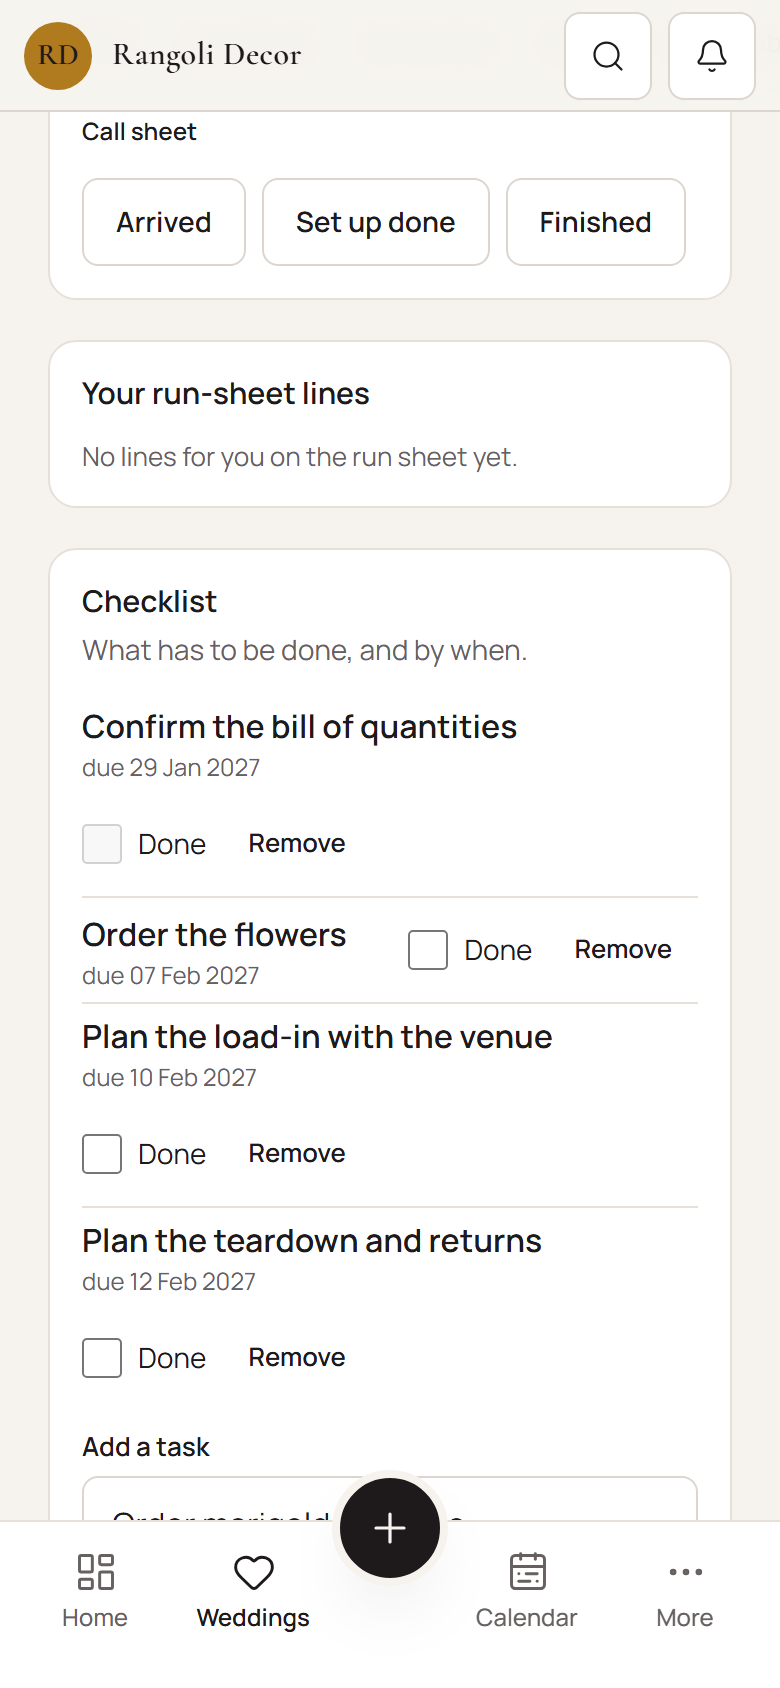 RD Rangoli Decor
Call sheet
Arrived Set up done Finished
Your run-sheet lines
No lines for you on the run sheet yet.
Checklist
What has to be done, and by when.
Confirm the bill of quantities
due 29 Jan 2027
Done Remove
Order the flowers
due 07 Feb 2027
Done Remove
Plan the load-in with the venue
due 10 Feb 2027
Done Remove
Plan the teardown and returns
due 12 Feb 2027
Done Remove
Add a task
Home Weddings Calendar More